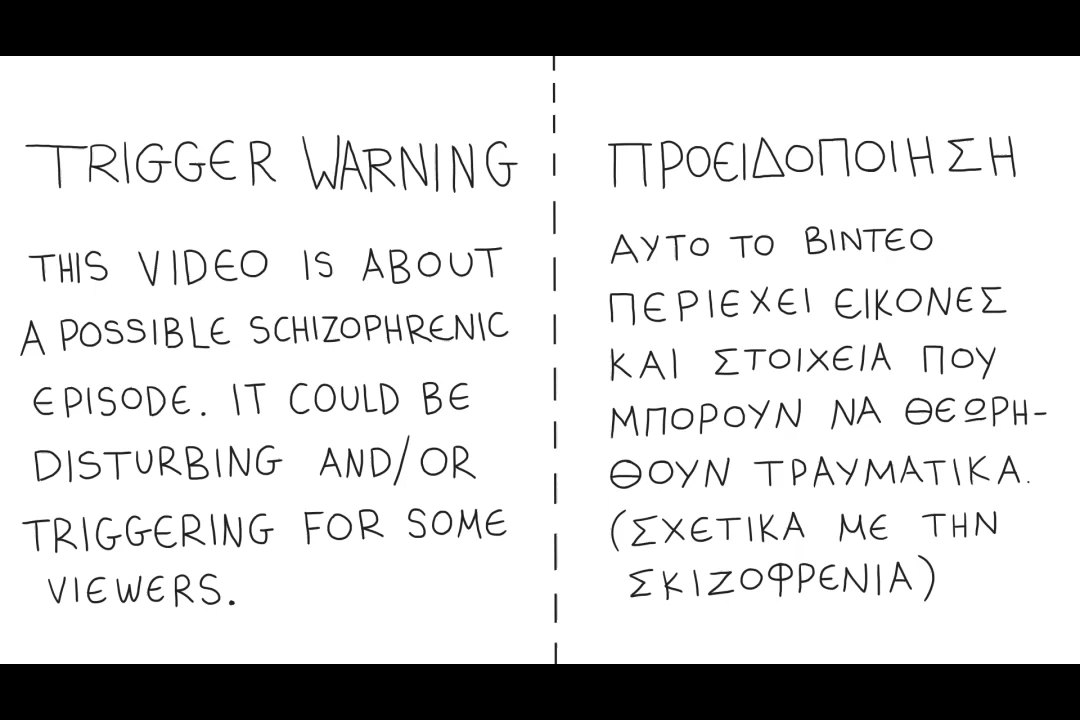 TRIGGER WARNING
THIS VIDEO IS ABOUT
A POSSIBLE SCHIZOPHRENIC
EPISODE. IT COULD BE
DISTURBING AND/OR
TRIGGERING FOR SOME
VIEWERS.
ΠΡΟΕΙΔΟΠΟΙΗΣΗ
ΑΥΤΟ ΤΟ ΒΙΝΤΕΟ
ΠΕΡΙΕΧΕΙ ΕΙΚΟΝΕΣ
ΚΑΙ ΣΤΟΙΧΕΙΑ ΠΟΥ
ΜΠΟΡΟΥΝ ΝΑ ΘΕΩΡΗ-
ΘΟΥΝ ΤΡΑΥΜΑΤΙΚΑ.
(ΣΧΕΤΙΚΑ ΜΕ ΤΗΝ
ΣΚΙΖΟΦΡΕΝΙΑ)